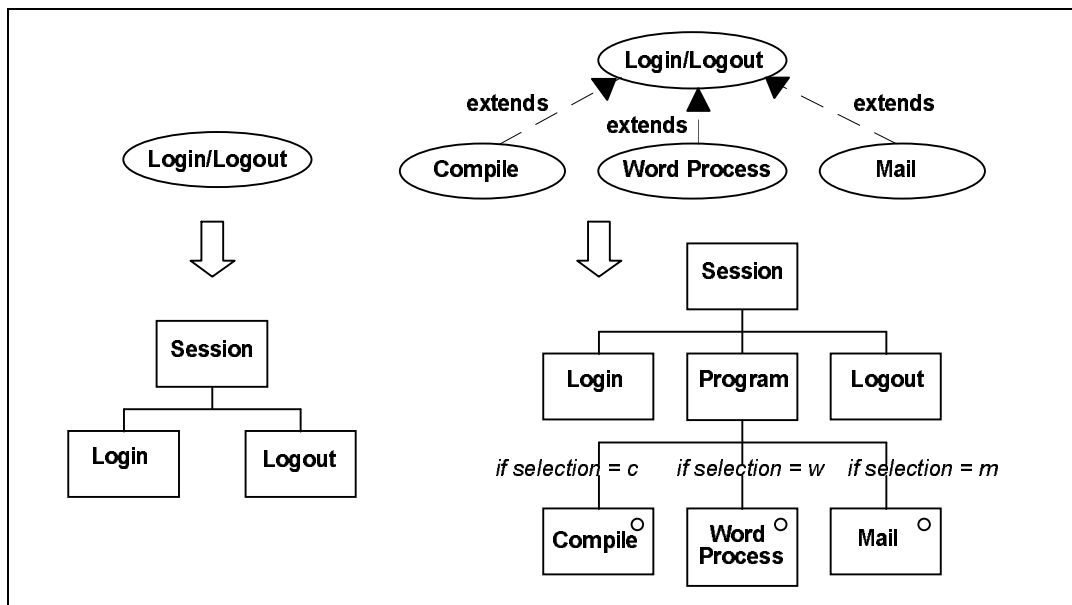 Login/Logout
Session
Login
Logout
Login/Logout
extends
extends
extends
Compile
Word Process
Mail
Session
Login
Program
Logout
if selection = c
if selection = w
if selection = m
Compile
Word
Process
Mail